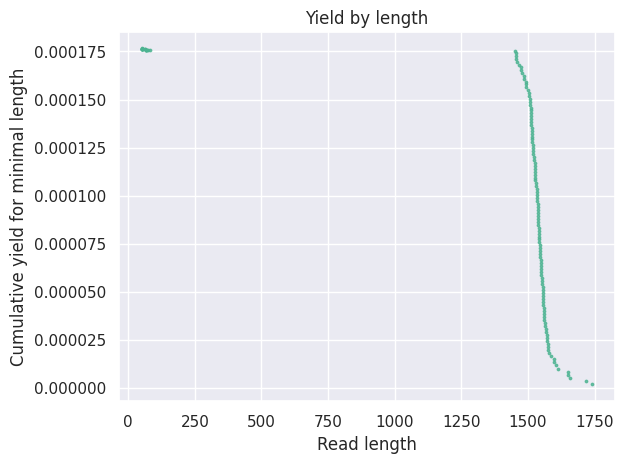 Yield by length
Cumulative yield for minimal length
0.000175
0.000150
0.000125
0.000100
0.000075
0.000050
0.000025
0.000000
0 250 500 750 1000 1250 1500 1750
Read length